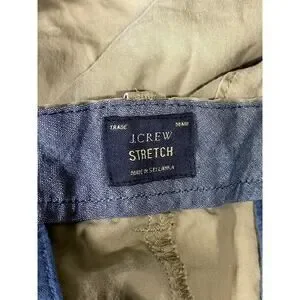 TRADE MARK
J.CREW
STRETCH
MADE IN SRI LANKA